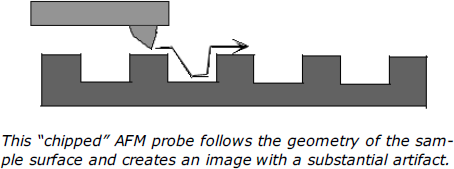 This “chipped” AFM probe follows the geometry of the sam-
ple surface and creates an image with a substantial artifact.